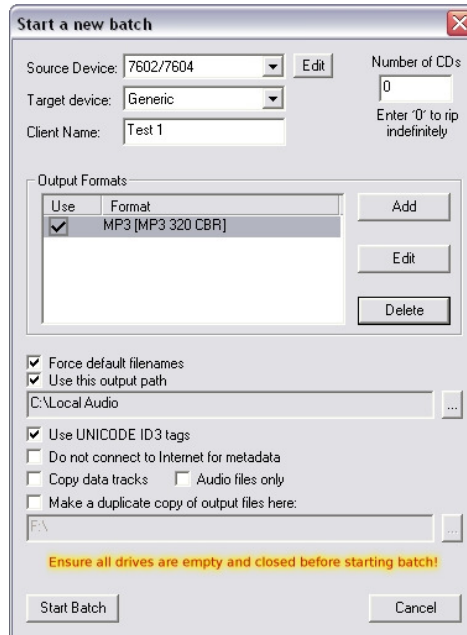 Start a new batch
Source Device: 7602/7604 Edit
Number of CDs
Target device: Generic
0
Client Name: Test 1
Enter '0' to rip
indefinitely
Output Formats
Use Format
MP3 [MP3 320 CBR]
Add
Edit
Delete
Force default filenames
Use this output path
C:\Local Audio ...
Use UNICODE ID3 tags
Do not connect to Internet for metadata
Copy data tracks Audio files only
Make a duplicate copy of output files here:
F:\ ...
Ensure all drives are empty and closed before starting batch!
Start Batch Cancel